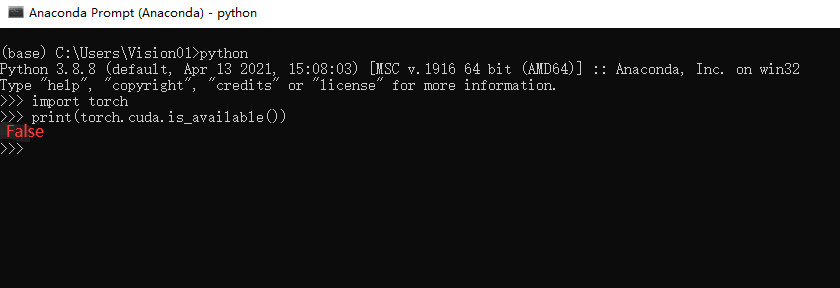 Anaconda Prompt (Anaconda) - python
(base) C:\Users\Vision01>python
Python 3.8.8 (default, Apr 13 2021, 15:08:03) [MSC v.1916 64 bit (AMD64)] :: Anaconda, Inc. on win32
Type "help", "copyright", "credits" or "license" for more information.
>>> import torch
>>> print(torch.cuda.is_available())
False
>>>